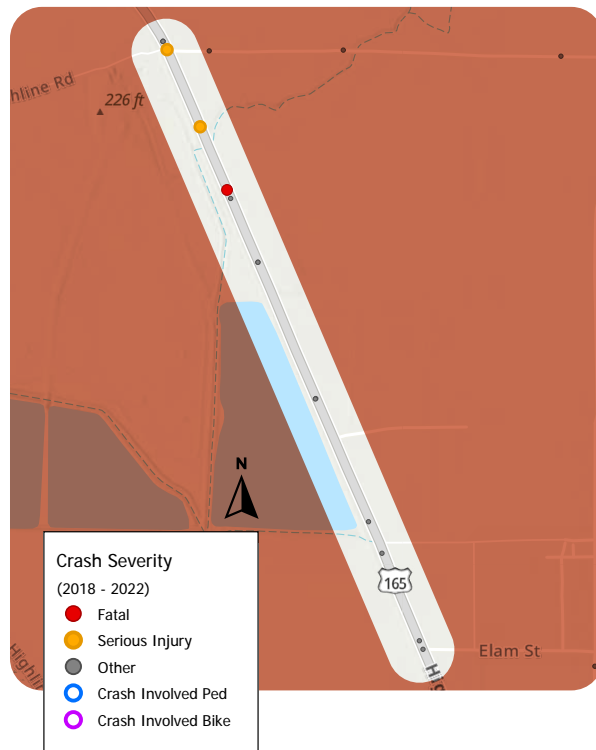 hline Rd
226 ft
N
165
Elam St
Highlin
Hig
Crash Severity
(2018 - 2022)
Fatal
Serious Injury
Other
Crash Involved Ped
Crash Involved Bike